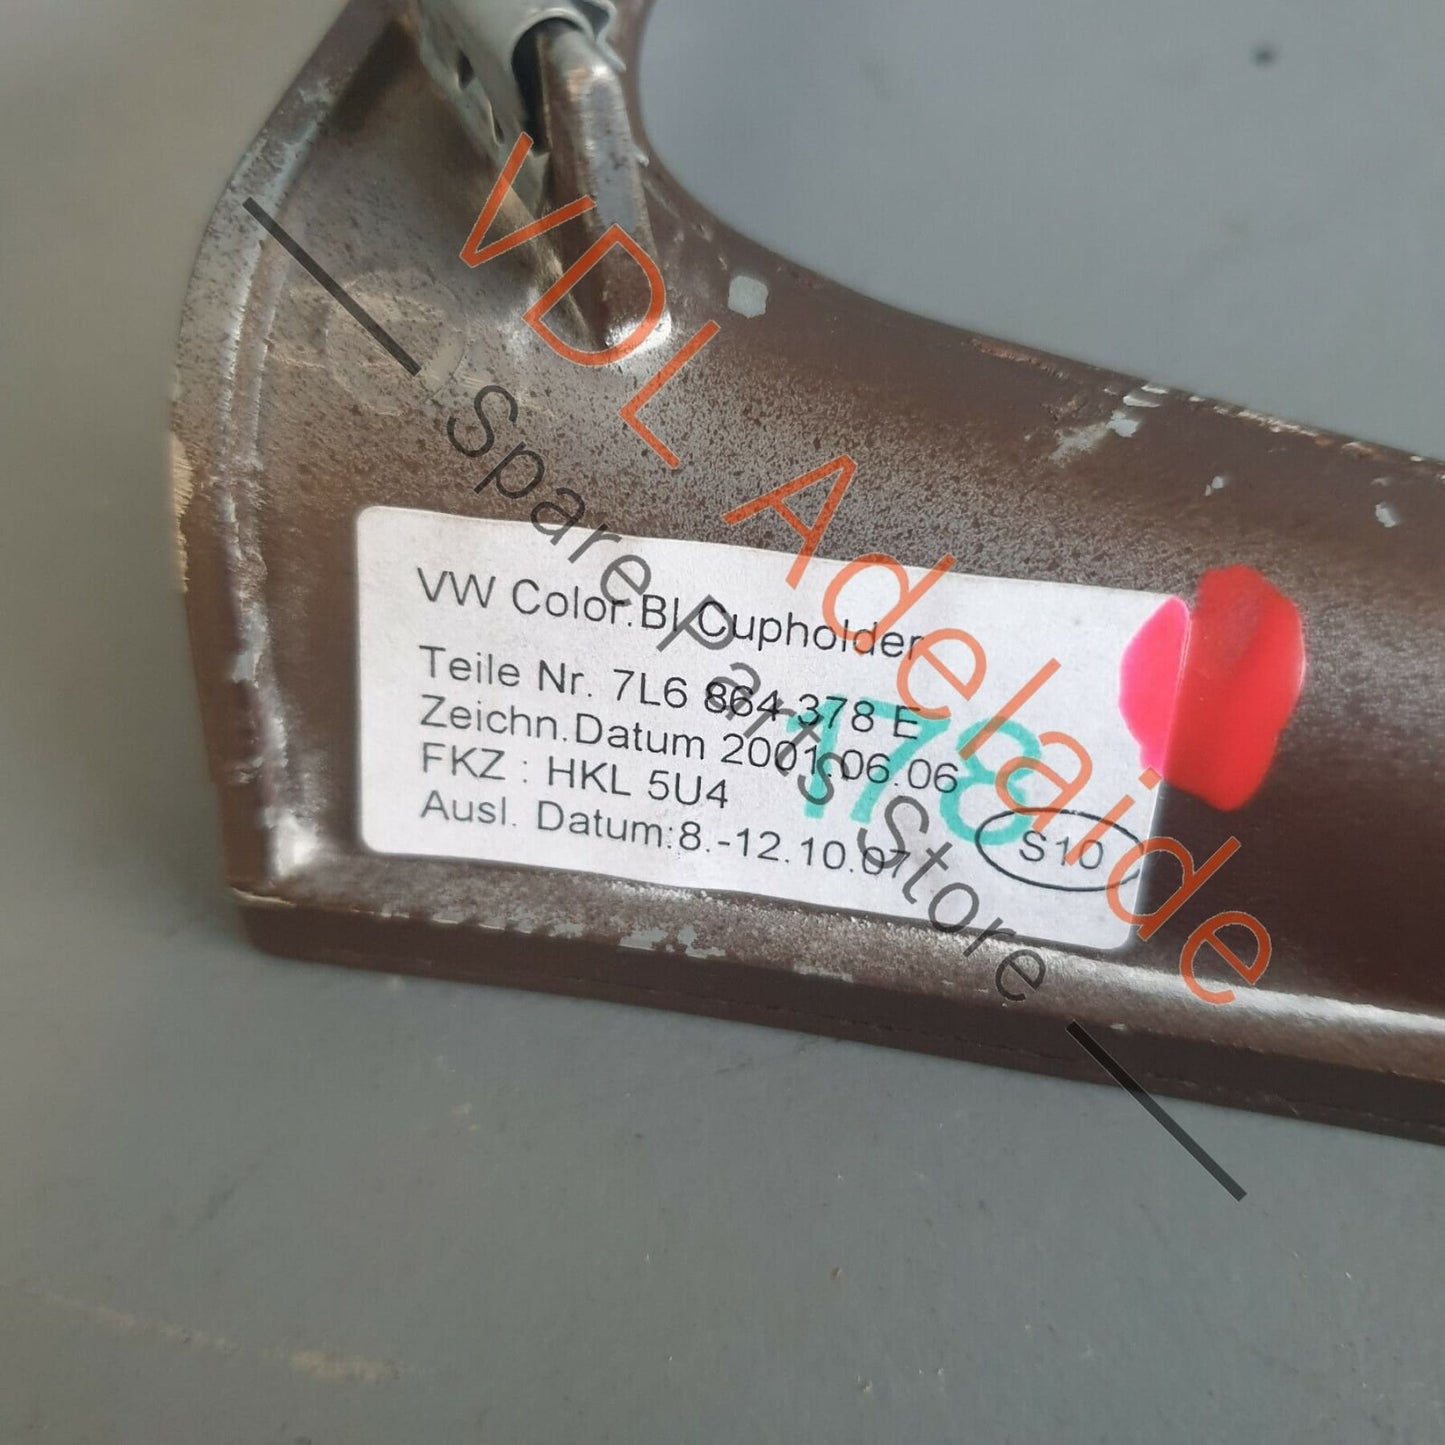 VDL Adelaide
Spare Parts Store
VW Color.Bl.Cupholder
Teile Nr. 7L6 864 378 E
Zeichn.Datum 2001.06.06
FKZ : HKL 5U4
Ausl. Datum:8.-12.10.07
178
S10